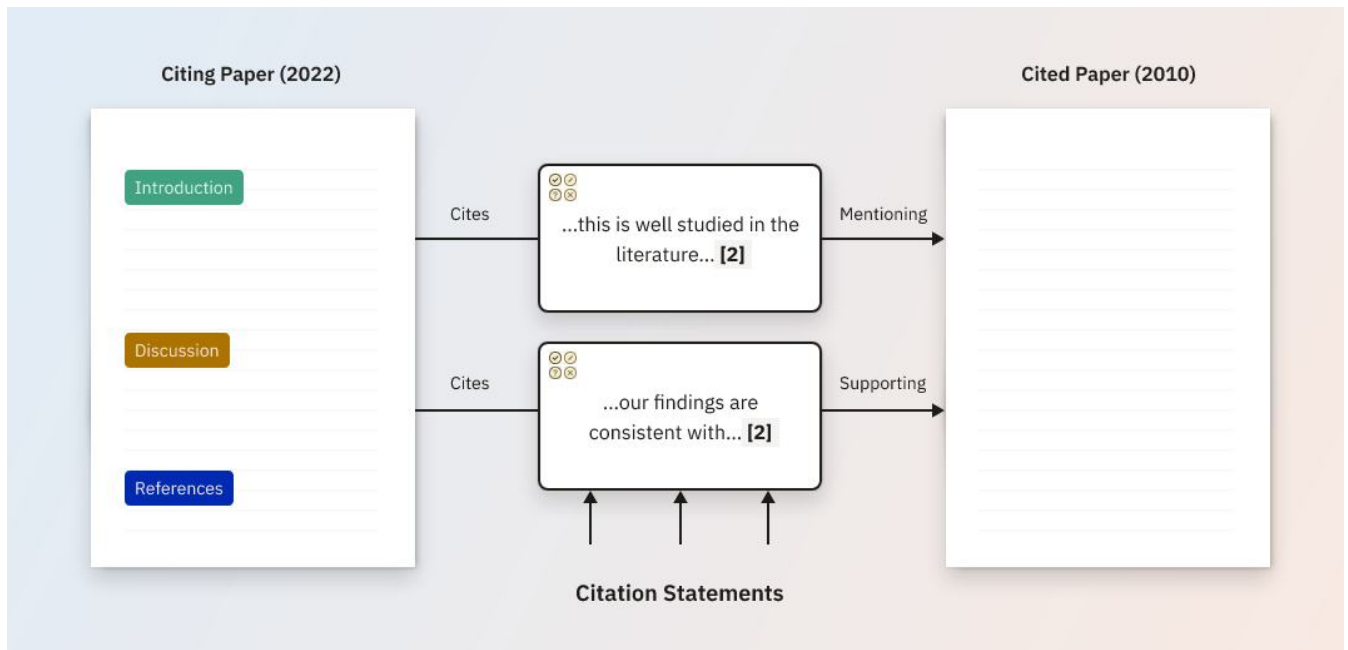 Citing Paper (2022)
Cited Paper (2010)
Introduction
Cites
...this is well studied in the
literature... [2]
Mentioning
Discussion
Cites
...our findings are
consistent with... [2]
Supporting
References
Citation Statements